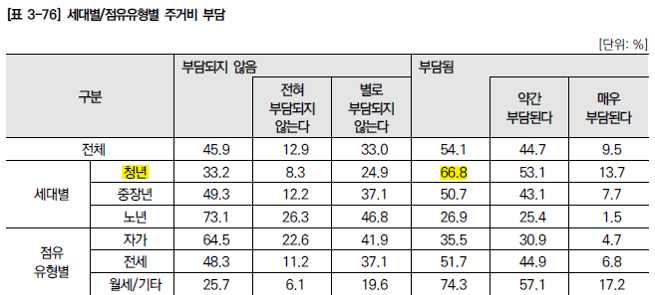 [표 3-76] 세대별/점유유형별 주거비 부담
[단위: %]
구분 부담되지 않음 전혀 부담되지 않는다 별로 부담되지 않는다 부담됨 약간 부담된다 매우 부담된다
전체 45.9 12.9 33.0 54.1 44.7 9.5
세대별 청년 33.2 8.3 24.9 66.8 53.1 13.7
중장년 49.3 12.2 37.1 50.7 43.1 7.7
노년 73.1 26.3 46.8 26.9 25.4 1.5
점유유형별 자가 64.5 22.6 41.9 35.5 30.9 4.7
전세 48.3 11.2 37.1 51.7 44.9 6.8
월세/기타 25.7 6.1 19.6 74.3 57.1 17.2